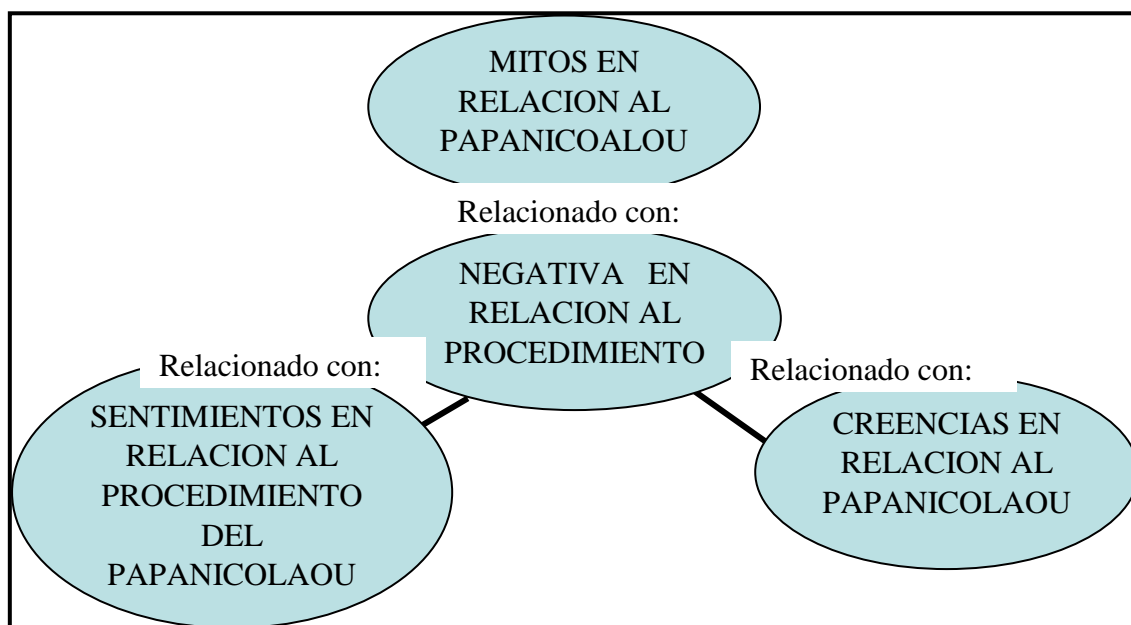 MITOS EN
RELACION AL
PAPANICOALOU
Relacionado con:
NEGATIVA EN
RELACION AL
PROCEDIMIENTO
Relacionado con:
SENTIMIENTOS EN
RELACION AL
PROCEDIMIENTO
DEL
PAPANICOLAOU
Relacionado con:
CREENCIAS EN
RELACION AL
PAPANICOLAOU